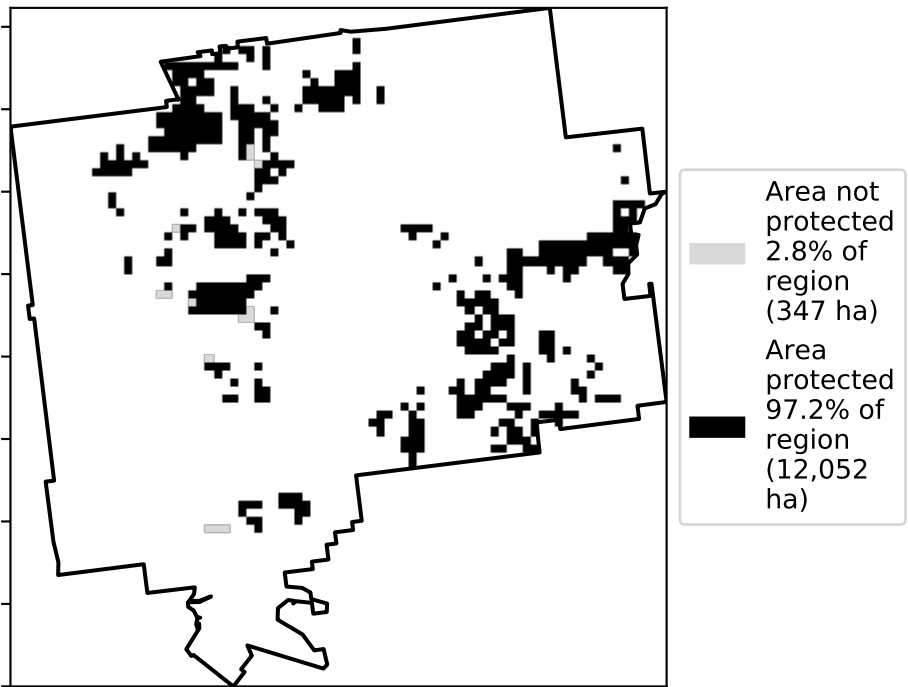 Area not
protected
2.8% of
region
(347 ha)
Area
protected
97.2% of
region
(12,052
ha)